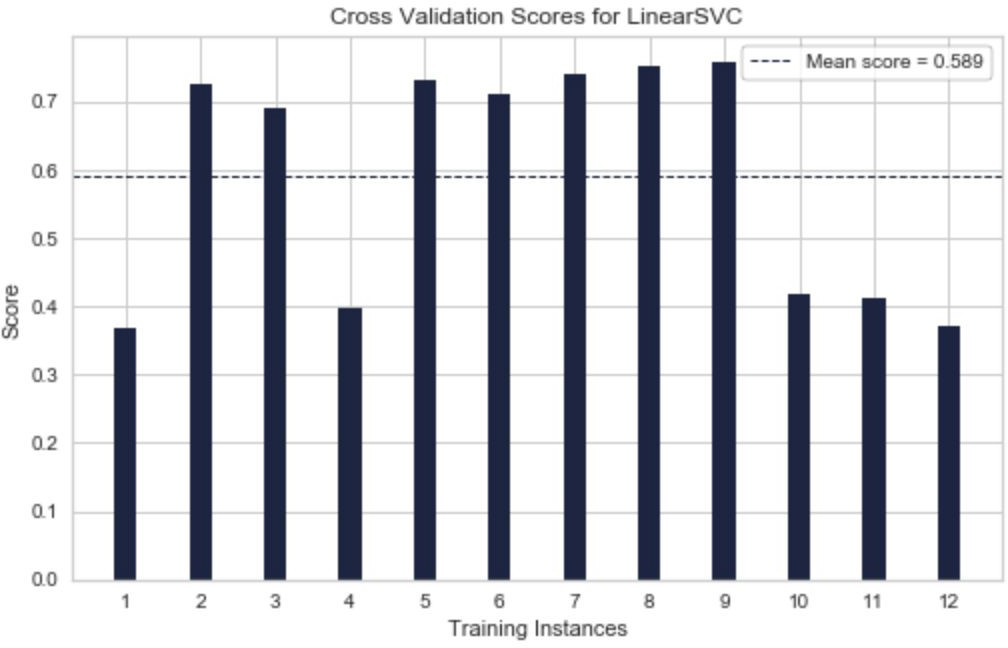 Cross Validation Scores for LinearSVC
Mean score = 0.589
0.7
0.6
0.5
0.4
0.3
0.2
0.1
0.0
Score
1 2 3 4 5 6 7 8 9 10 11 12
Training Instances